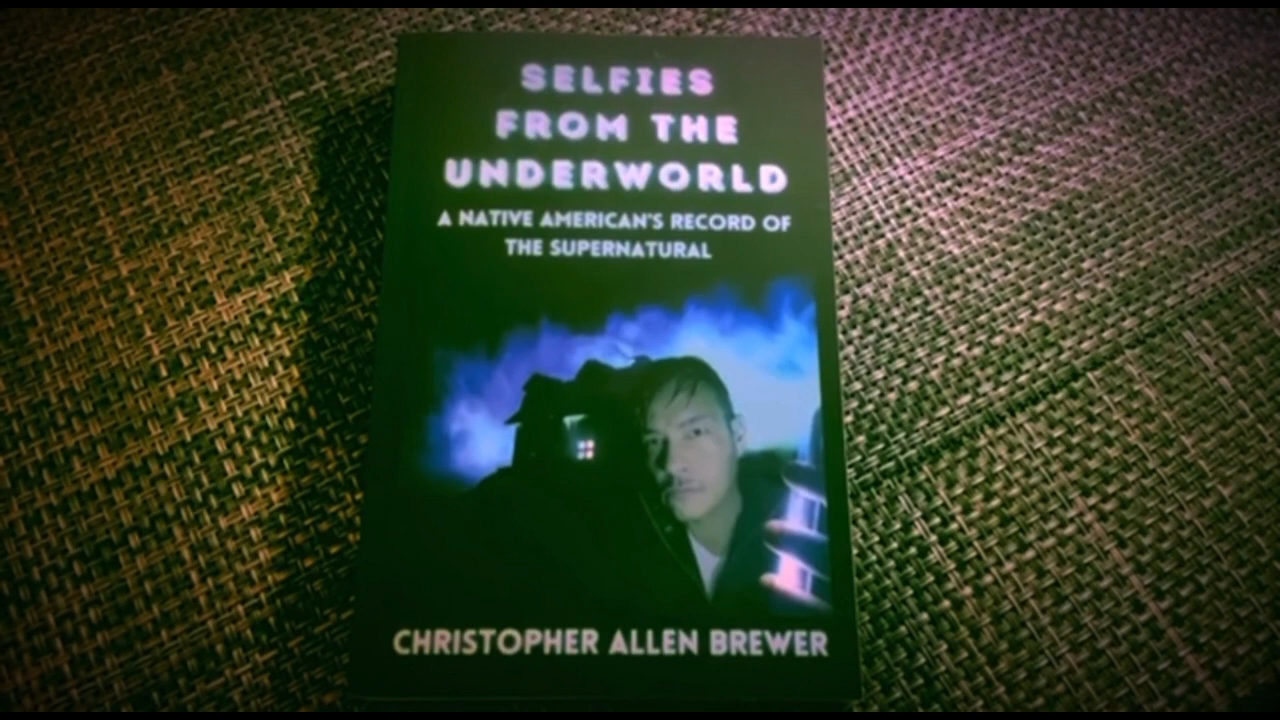 SELFIES
FROM THE
UNDERWORLD
A NATIVE AMERICAN'S RECORD OF
THE SUPERNATURAL
CHRISTOPHER ALLEN BREWER